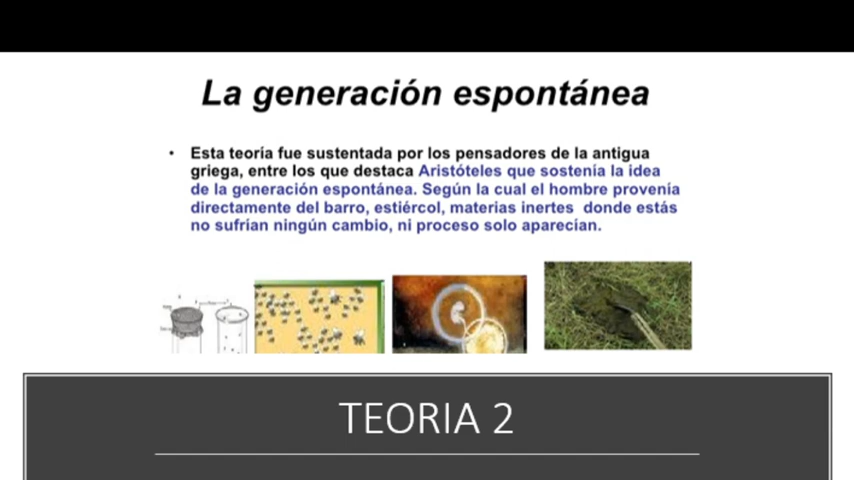 La generación espontánea
• Esta teoría fue sustentada por los pensadores de la antigua
griega, entre los que destaca Aristóteles que sostenía la idea
de la generación espontánea. Según la cual el hombre provenía
directamente del barro, estiércol, materias inertes donde estás
no sufrían ningún cambio, ni proceso solo aparecían.
TEORIA 2